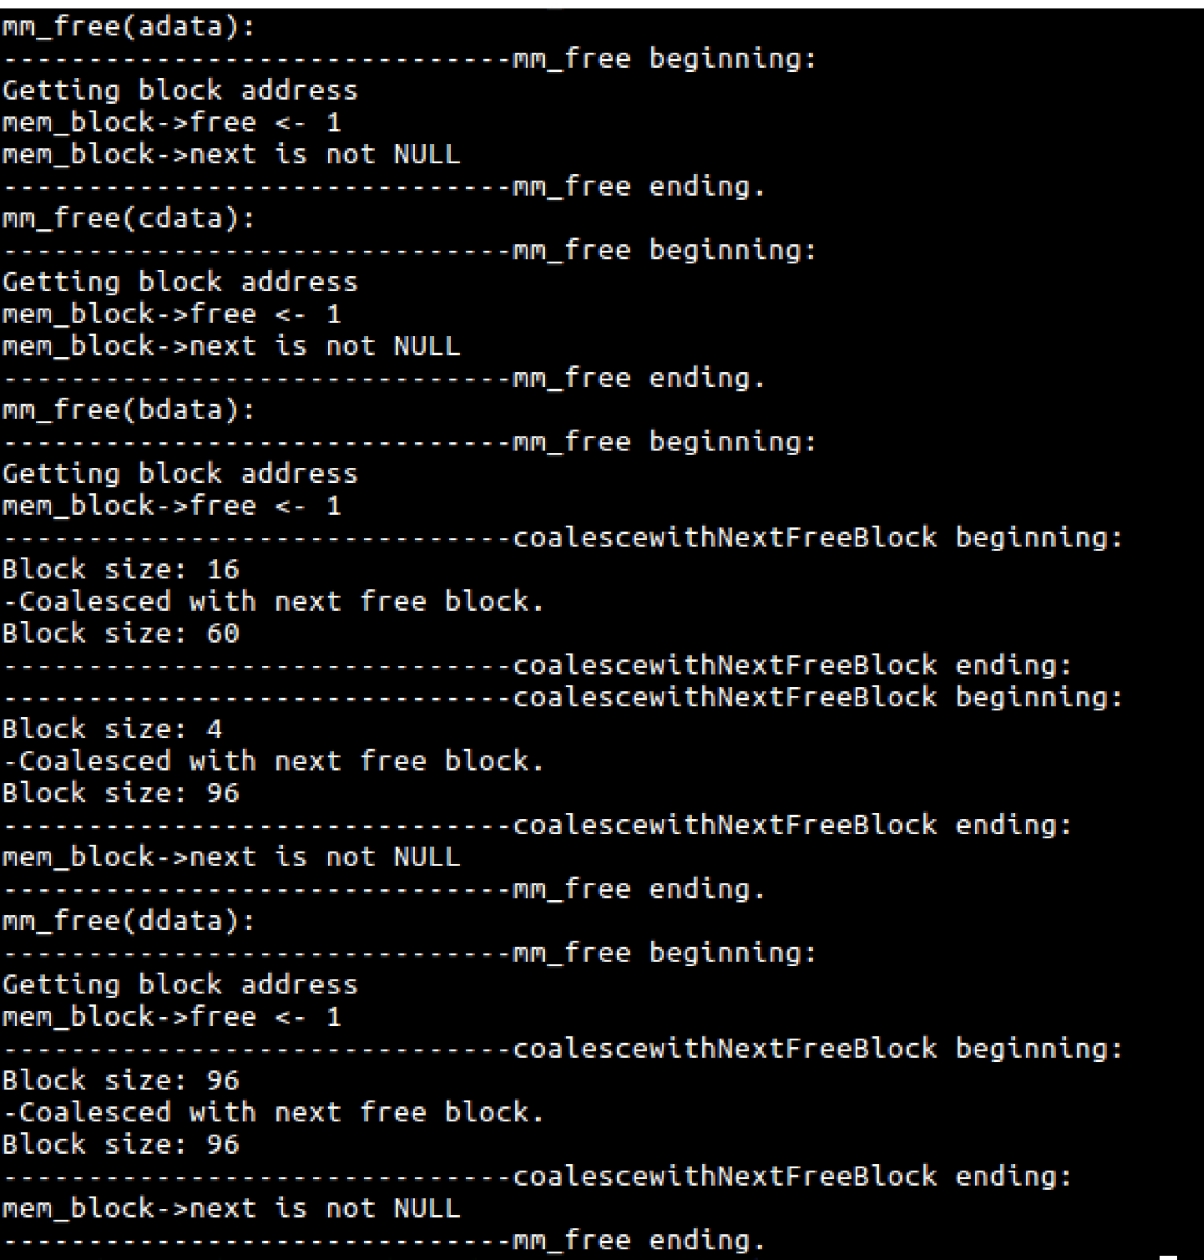 mm_free(adata):
------------------------------mm_free beginning:
Getting block address
mem_block->free <- 1
mem_block->next is not NULL
------------------------------mm_free ending.
mm_free(cdata):
------------------------------mm_free beginning:
Getting block address
mem_block->free <- 1
mem_block->next is not NULL
------------------------------mm_free ending.
mm_free(bdata):
------------------------------mm_free beginning:
Getting block address
mem_block->free <- 1
------------------------------coalescewithNextFreeBlock beginning:
Block size: 16
-Coalesced with next free block.
Block size: 60
------------------------------coalescewithNextFreeBlock ending:
------------------------------coalescewithNextFreeBlock beginning:
Block size: 4
-Coalesced with next free block.
Block size: 96
------------------------------coalescewithNextFreeBlock ending:
mem_block->next is not NULL
------------------------------mm_free ending.
mm_free(ddata):
------------------------------mm_free beginning:
Getting block address
mem_block->free <- 1
------------------------------coalescewithNextFreeBlock beginning:
Block size: 96
-Coalesced with next free block.
Block size: 96
------------------------------coalescewithNextFreeBlock ending:
mem_block->next is not NULL
------------------------------mm_free ending.